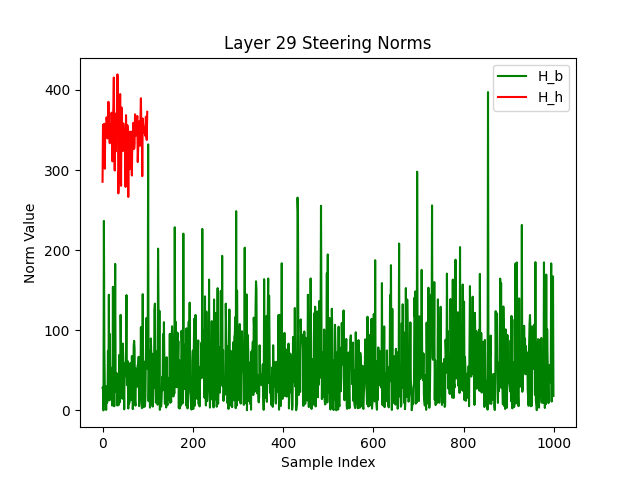 Layer 29 Steering Norms
H_b
H_h
Norm Value
400
300
200
100
0
0 200 400 600 800 1000
Sample Index